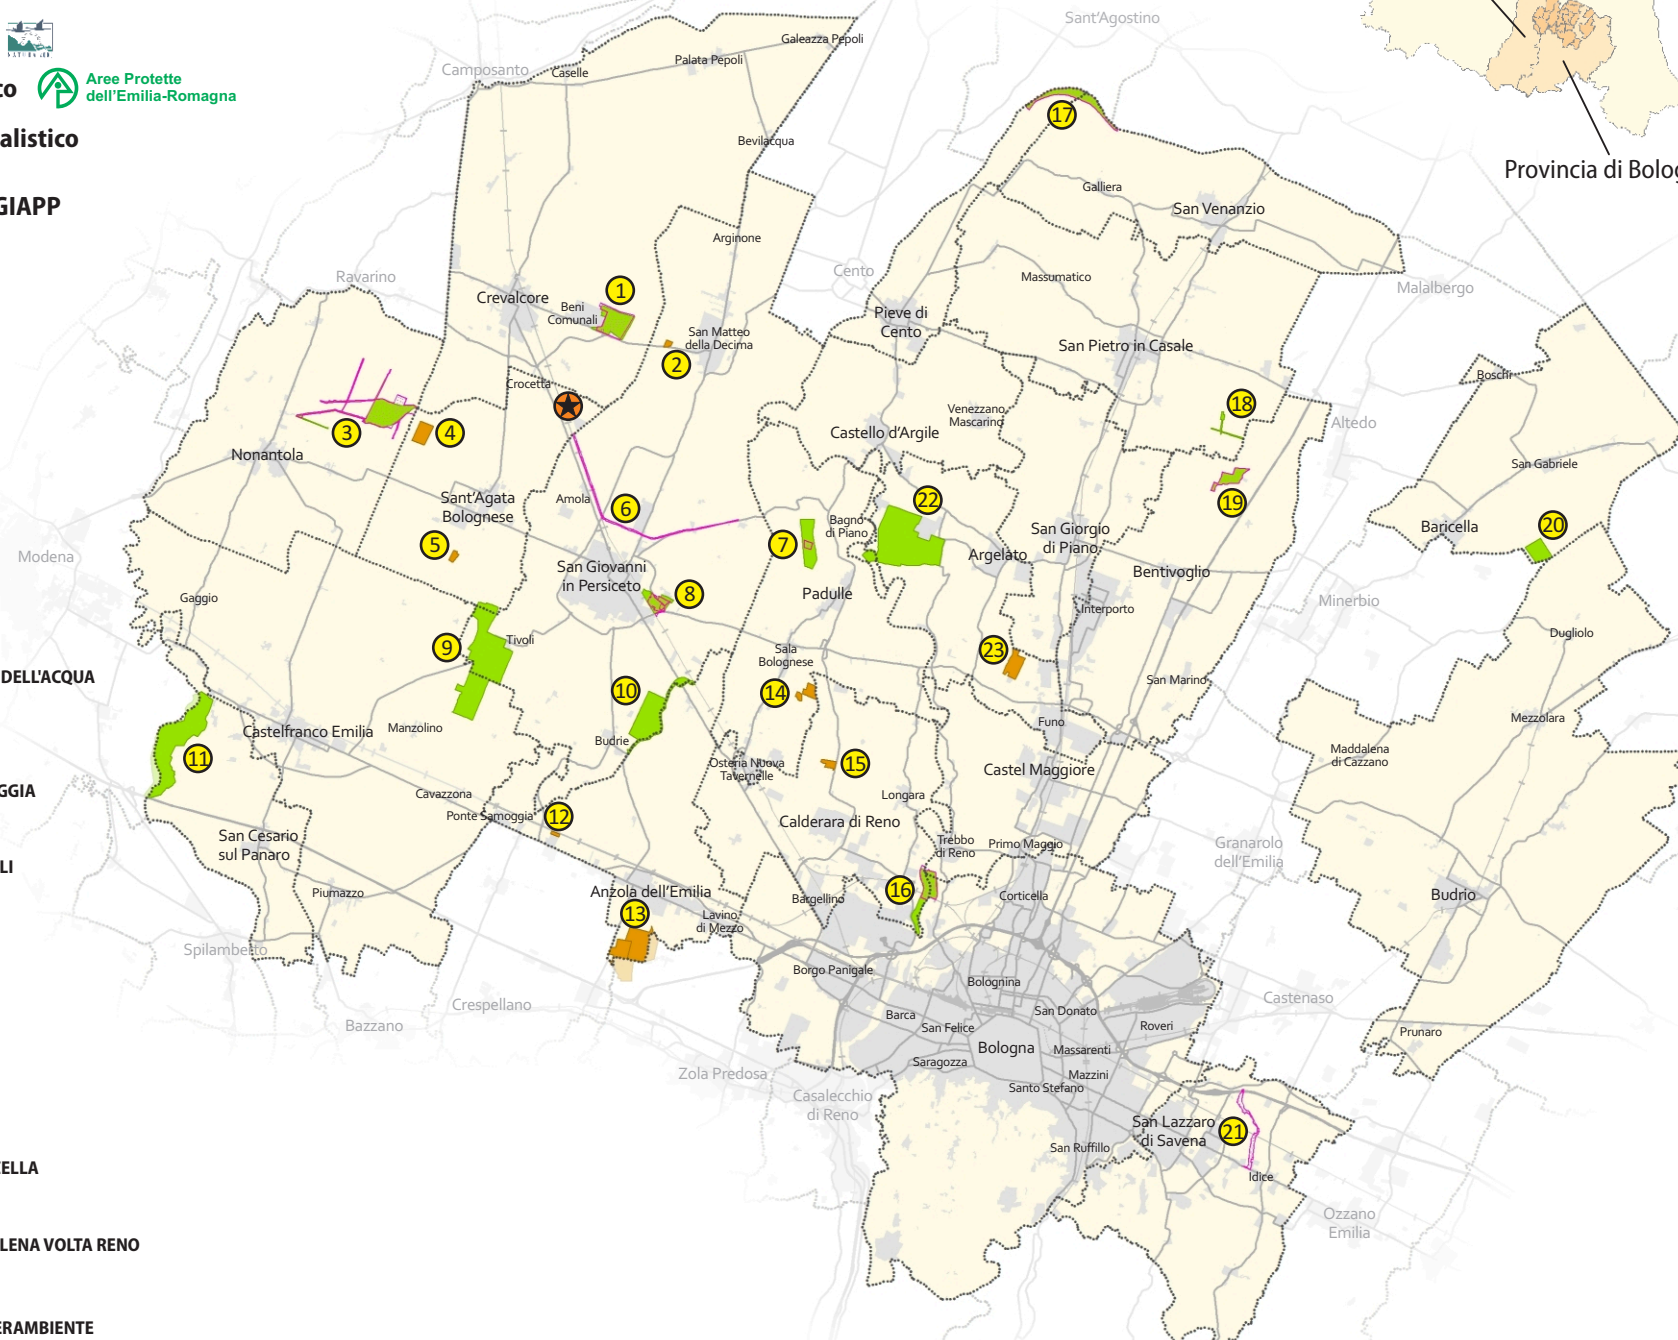 NATURA 2000
Aree Protette
dell'Emilia-Romagna
Provincia di Bolog
co
alistico
GIAPP
DELL'ACQUA
GGIA
LI
ELLA
LENA VOLTA RENO
ERAMBIENTE
Sant'Agostino
Galeazza Pepoli
Palata Pepoli
Camposanto
Caselle
17
Bevilacqua
Galliera
San Venanzio
Arginone
Ravarino
Cento
Massumatico
Malalbergo
1
Crevalcore
Beni
Comunali
San Matteo
della Decima
2
Pieve di
Cento
San Pietro in Casale
Boschi
Crocetta
18
Venezzano
Mascarino
Altedo
3
4
Castello d'Argile
Nonantola
San Gabriele
Sant'Agata
Bolognese
Amola
6
22
19
Bagno
di Piano
San Giorgio
di Piano
Baricella
20
5
7
Argelato
Modena
San Giovanni
in Persiceto
Bentivoglio
Gaggio
8
Padulle
Interporto
Minerbio
Dugliolo
9
Tivoli
Sala
Bolognese
23
San Marino
10
14
Mezzolara
Castelfranco Emilia
Manzolino
Budrie
Funo
11
Osteria Nuova
Tavernelle
15
Castel Maggiore
Maddalena
di Cazzano
Cavazzona
Longara
Ponte Samoggia
12
Calderara di Reno
San Cesario
sul Panaro
Trebbo
di Reno
Primo Maggio
Granarolo
dell'Emilia
Piumazzo
Anzola dell'Emilia
Bargellino
16
Corticella
Budrio
13
Lavino
di Mezzo
Spilamberto
Borgo Panigale
Bolognina
Crespellano
Castenaso
Bazzano
Barca
San Donato
San Felice
Roveri
Prunaro
Bologna
Massarenti
Saragozza
Zola Predosa
Mazzini
Casalecchio
di Reno
Santo Stefano
San Lazzaro
di Savena
21
San Ruffillo
Idice
Ozzano
Emilia